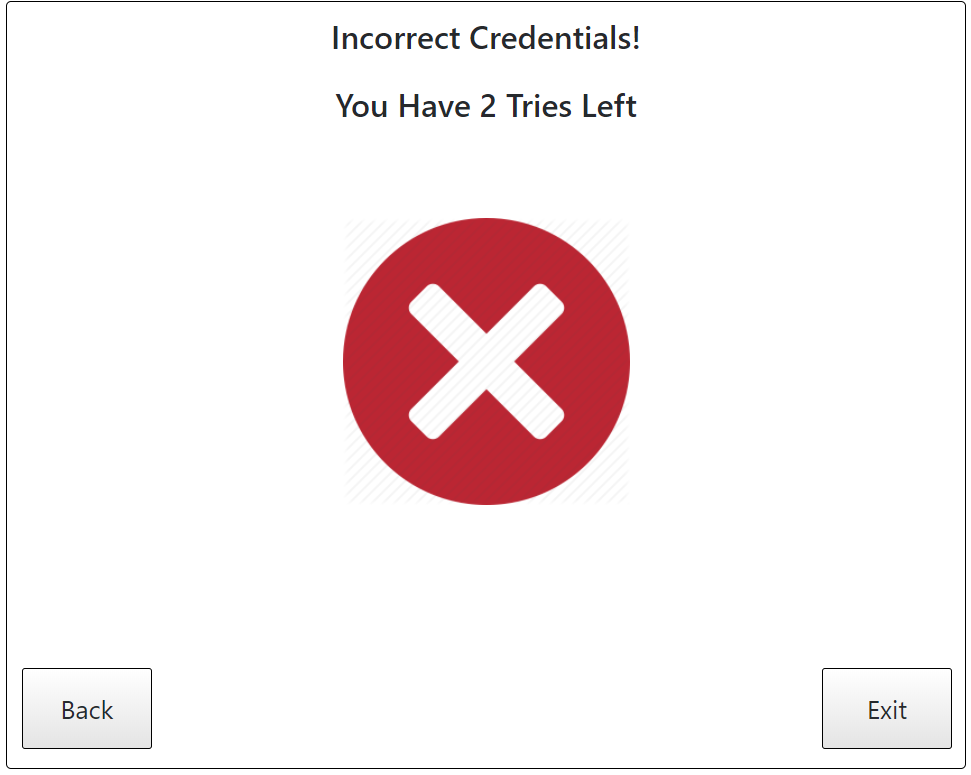 Incorrect Credentials!
You Have 2 Tries Left
Back
Exit